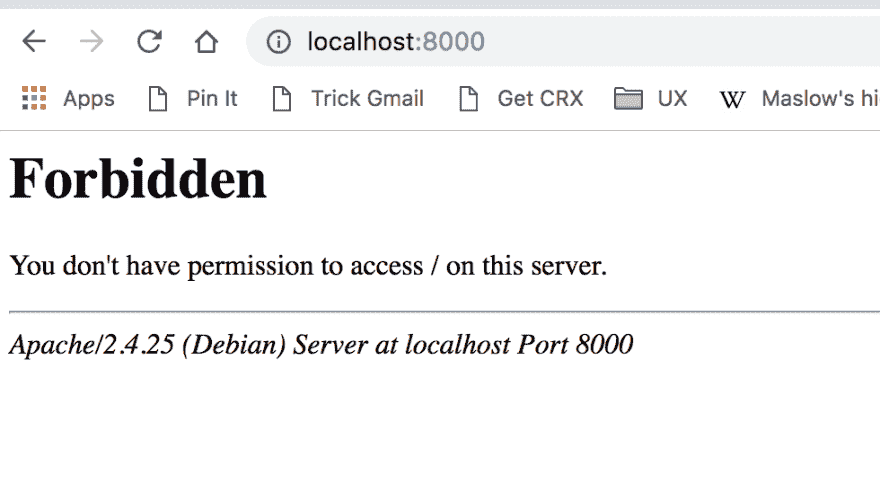 localhost:8000
Apps Pin It Trick Gmail Get CRX UX W Maslow's hi
Forbidden
You don't have permission to access / on this server.
Apache/2.4.25 (Debian) Server at localhost Port 8000